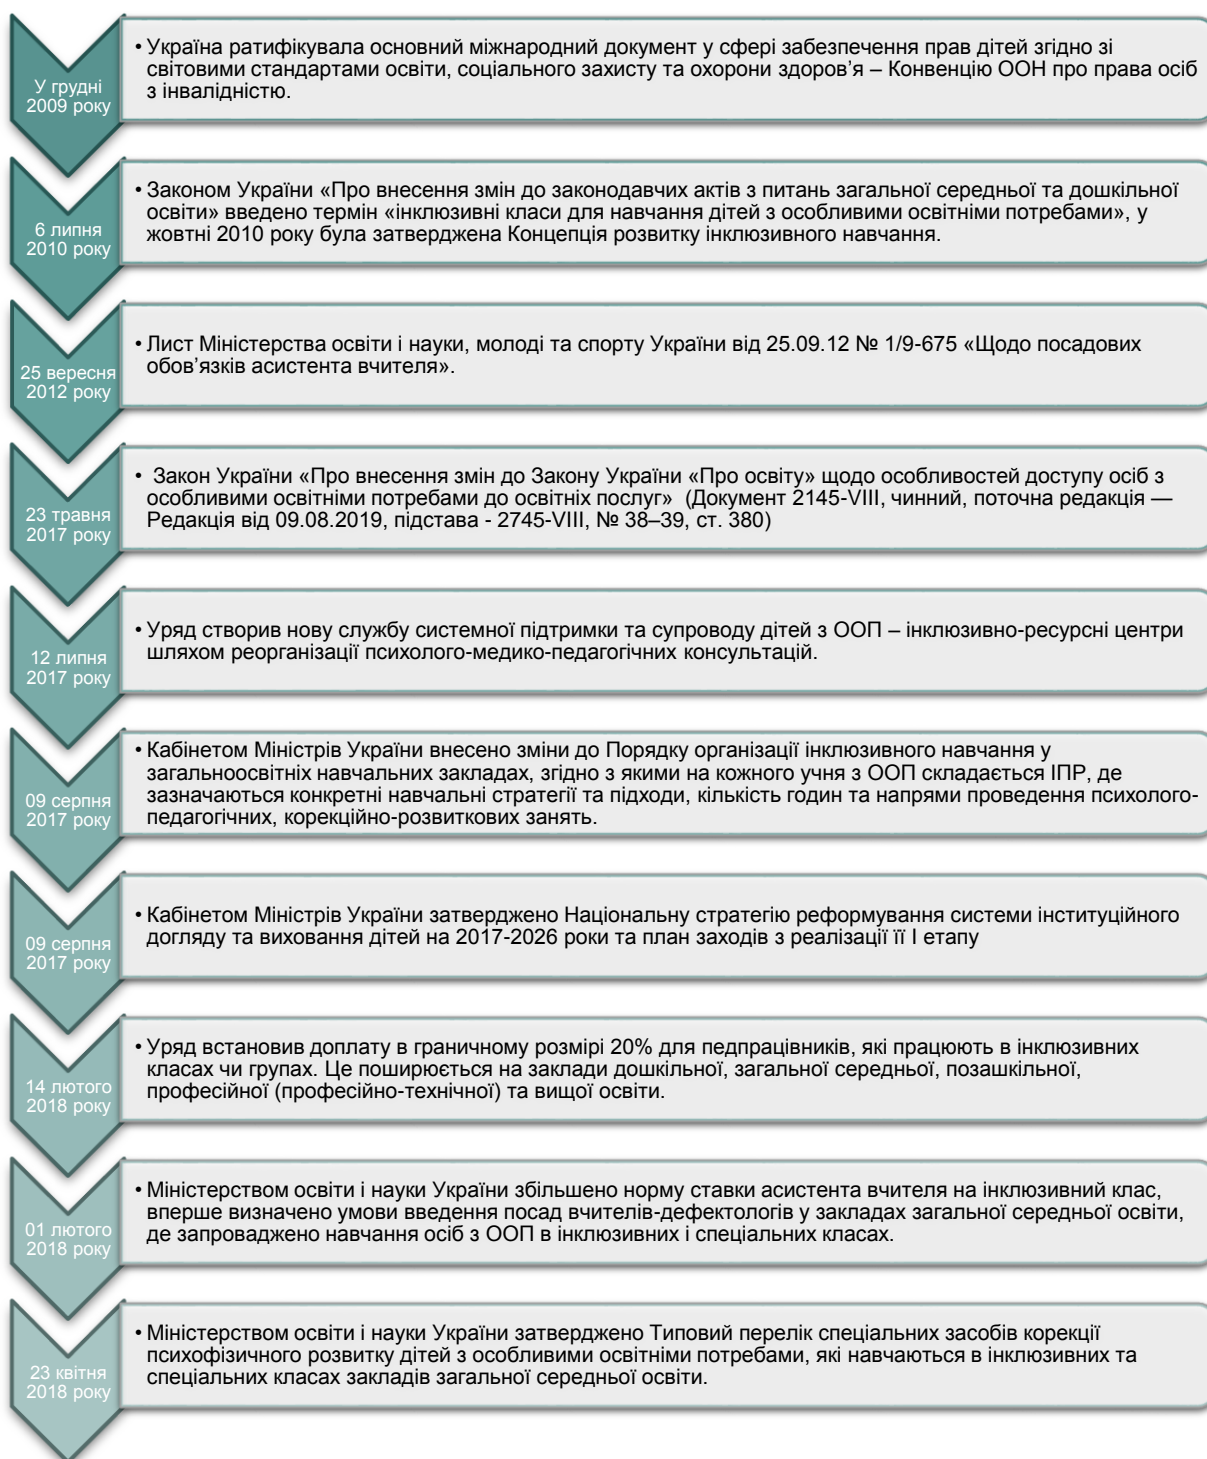 У грудні
2009 року
• Україна ратифікувала основний міжнародний документ у сфері забезпечення прав дітей згідно зі
світовими стандартами освіти, соціального захисту та охорони здоров’я – Конвенцію ООН про права осіб
з інвалідністю.
6 липня
2010 року
• Законом України «Про внесення змін до законодавчих актів з питань загальної середньої та дошкільної
освіти» введено термін «інклюзивні класи для навчання дітей з особливими освітніми потребами», у
жовтні 2010 року була затверджена Концепція розвитку інклюзивного навчання.
25 вересня
2012 року
• Лист Міністерства освіти і науки, молоді та спорту України від 25.09.12 № 1/9-675 «Щодо посадових
обов’язків асистента вчителя».
23 травня
2017 року
• Закон України «Про внесення змін до Закону України «Про освіту» щодо особливостей доступу осіб з
особливими освітніми потребами до освітніх послуг» (Документ 2145-VIII, чинний, поточна редакція —
Редакція від 09.08.2019, підстава - 2745-VIII, № 38–39, ст. 380)
12 липня
2017 року
• Уряд створив нову службу системної підтримки та супроводу дітей з ООП – інклюзивно-ресурсні центри
шляхом реорганізації психолого-медико-педагогічних консультацій.
09 серпня
2017 року
• Кабінетом Міністрів України внесено зміни до Порядку організації інклюзивного навчання у
загальноосвітніх навчальних закладах, згідно з якими на кожного учня з ООП складається ІПР, де
зазначаються конкретні навчальні стратегії та підходи, кількість годин та напрями проведення психолого-
педагогічних, корекційно-розвиткових занять.
09 серпня
2017 року
• Кабінетом Міністрів України затверджено Національну стратегію реформування системи інституційного
догляду та виховання дітей на 2017-2026 роки та план заходів з реалізації її І етапу
14 лютого
2018 року
• Уряд встановив доплату в граничному розмірі 20% для педпрацівників, які працюють в інклюзивних
класах чи групах. Це поширюється на заклади дошкільної, загальної середньої, позашкільної,
професійної (професійно-технічної) та вищої освіти.
01 лютого
2018 року
• Міністерством освіти і науки України збільшено норму ставки асистента вчителя на інклюзивний клас,
вперше визначено умови введення посад вчителів-дефектологів у закладах загальної середньої освіти,
де запроваджено навчання осіб з ООП в інклюзивних і спеціальних класах.
23 квітня
2018 року
• Міністерством освіти і науки України затверджено Типовий перелік спеціальних засобів корекції
психофізичного розвитку дітей з особливими освітніми потребами, які навчаються в інклюзивних та
спеціальних класах закладів загальної середньої освіти.